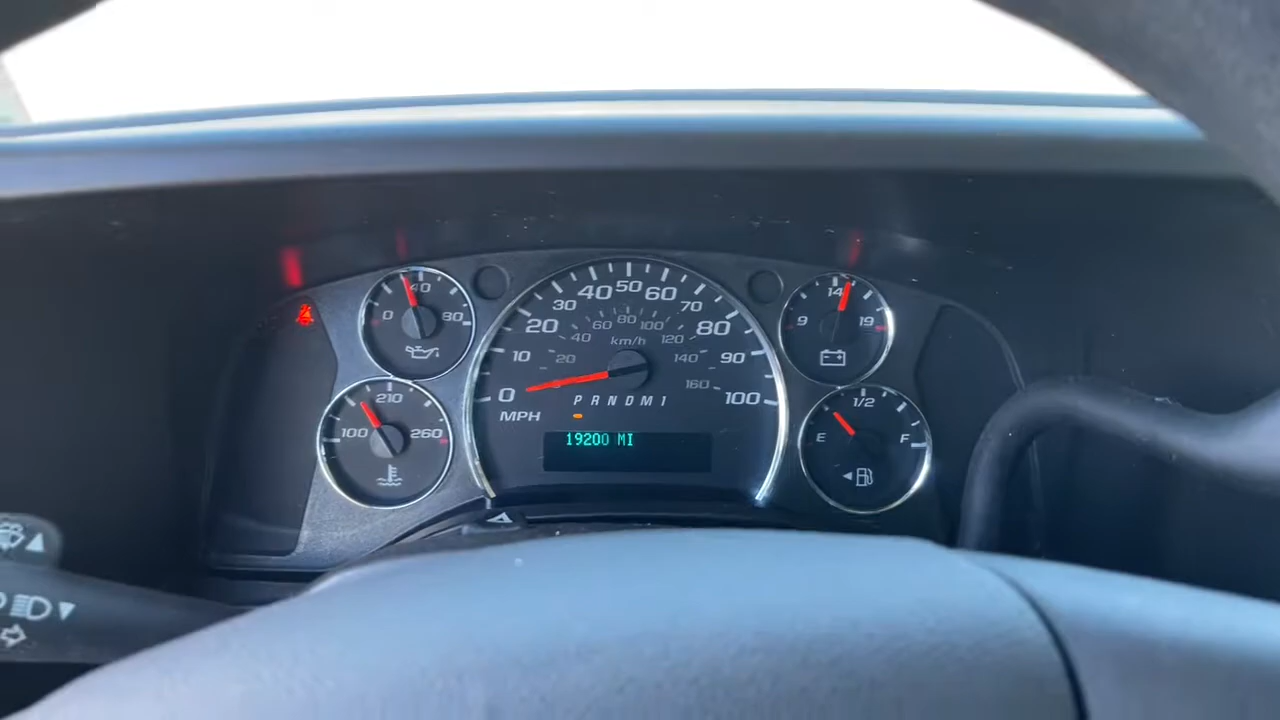 0 40 80
100 210 260
0 10 20 30 40 50 60 70 80 90 100
20 40 60 80 100 120 140 160
km/h
MPH
P R N D M 1
19200 MI
9 14 19
E 1/2 F